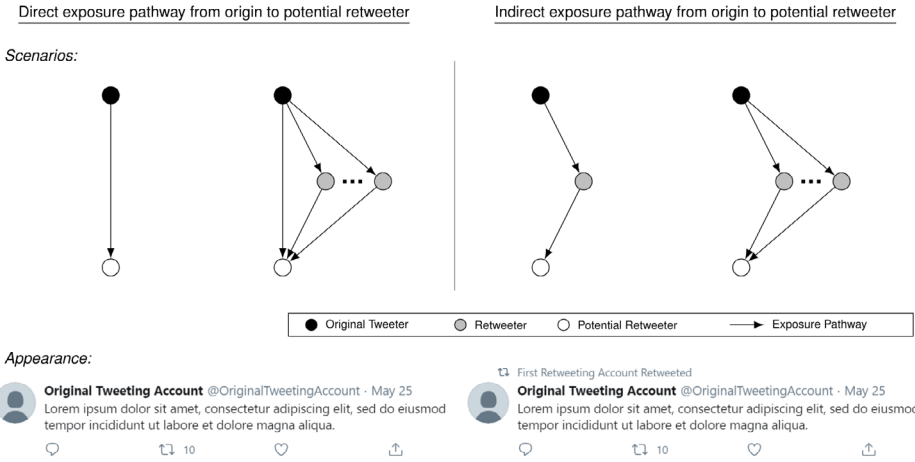 Direct exposure pathway from origin to potential retweeter
Indirect exposure pathway from origin to potential retweeter
Scenarios:
Original Tweeter
Retweeter
Potential Retweeter
Exposure Pathway
Appearance:
Original Tweeting Account @OriginalTweetingAccount · May 25
Lorem ipsum dolor sit amet, consectetur adipiscing elit, sed do eiusmod
tempor incididunt ut labore et dolore magna aliqua.
10
First Retweeting Account Retweeted
Original Tweeting Account @OriginalTweetingAccount · May 25
Lorem ipsum dolor sit amet, consectetur adipiscing elit, sed do eiusmod
tempor incididunt ut labore et dolore magna aliqua.
10